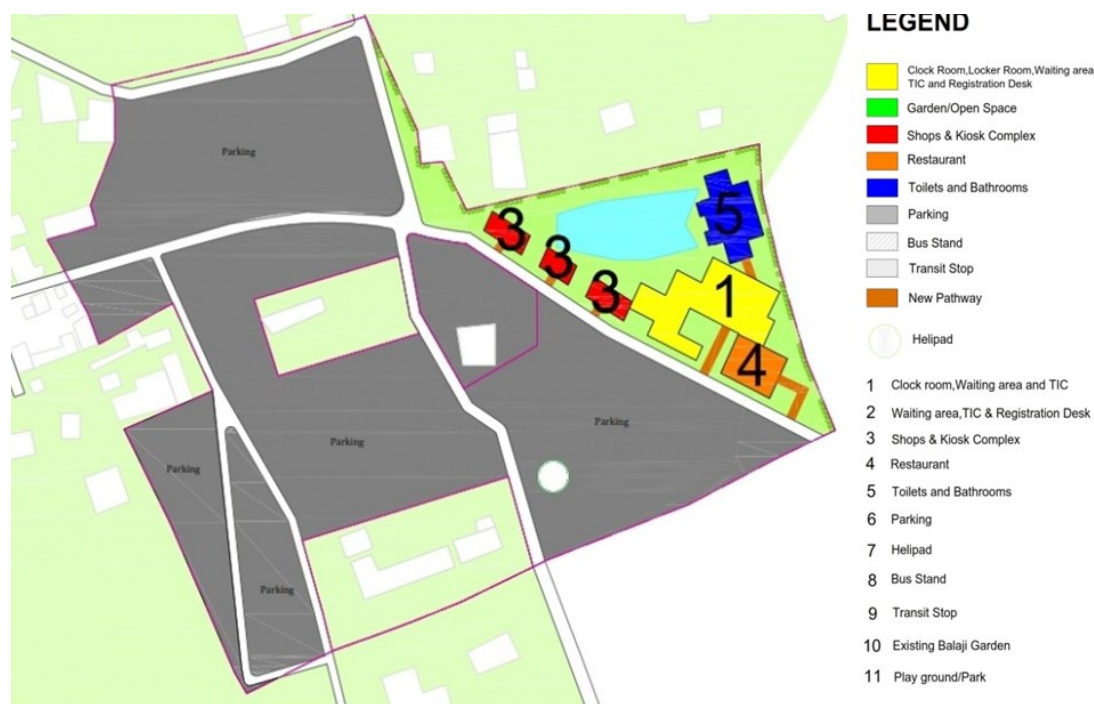 LEGEND
Clock Room,Locker Room,Waiting area
TIC and Registration Desk
Garden/Open Space
Shops & Kiosk Complex
Restaurant
Toilets and Bathrooms
Parking
Bus Stand
Transit Stop
New Pathway
Helipad
1 Clock room,Waiting area and TIC
2 Waiting area,TIC & Registration Desk
3 Shops & Kiosk Complex
4 Restaurant
5 Toilets and Bathrooms
6 Parking
7 Helipad
8 Bus Stand
9 Transit Stop
10 Existing Balaji Garden
11 Play ground/Park
Parking
3
3
3
5
1
4
Parking
Parking
Parking
Parking